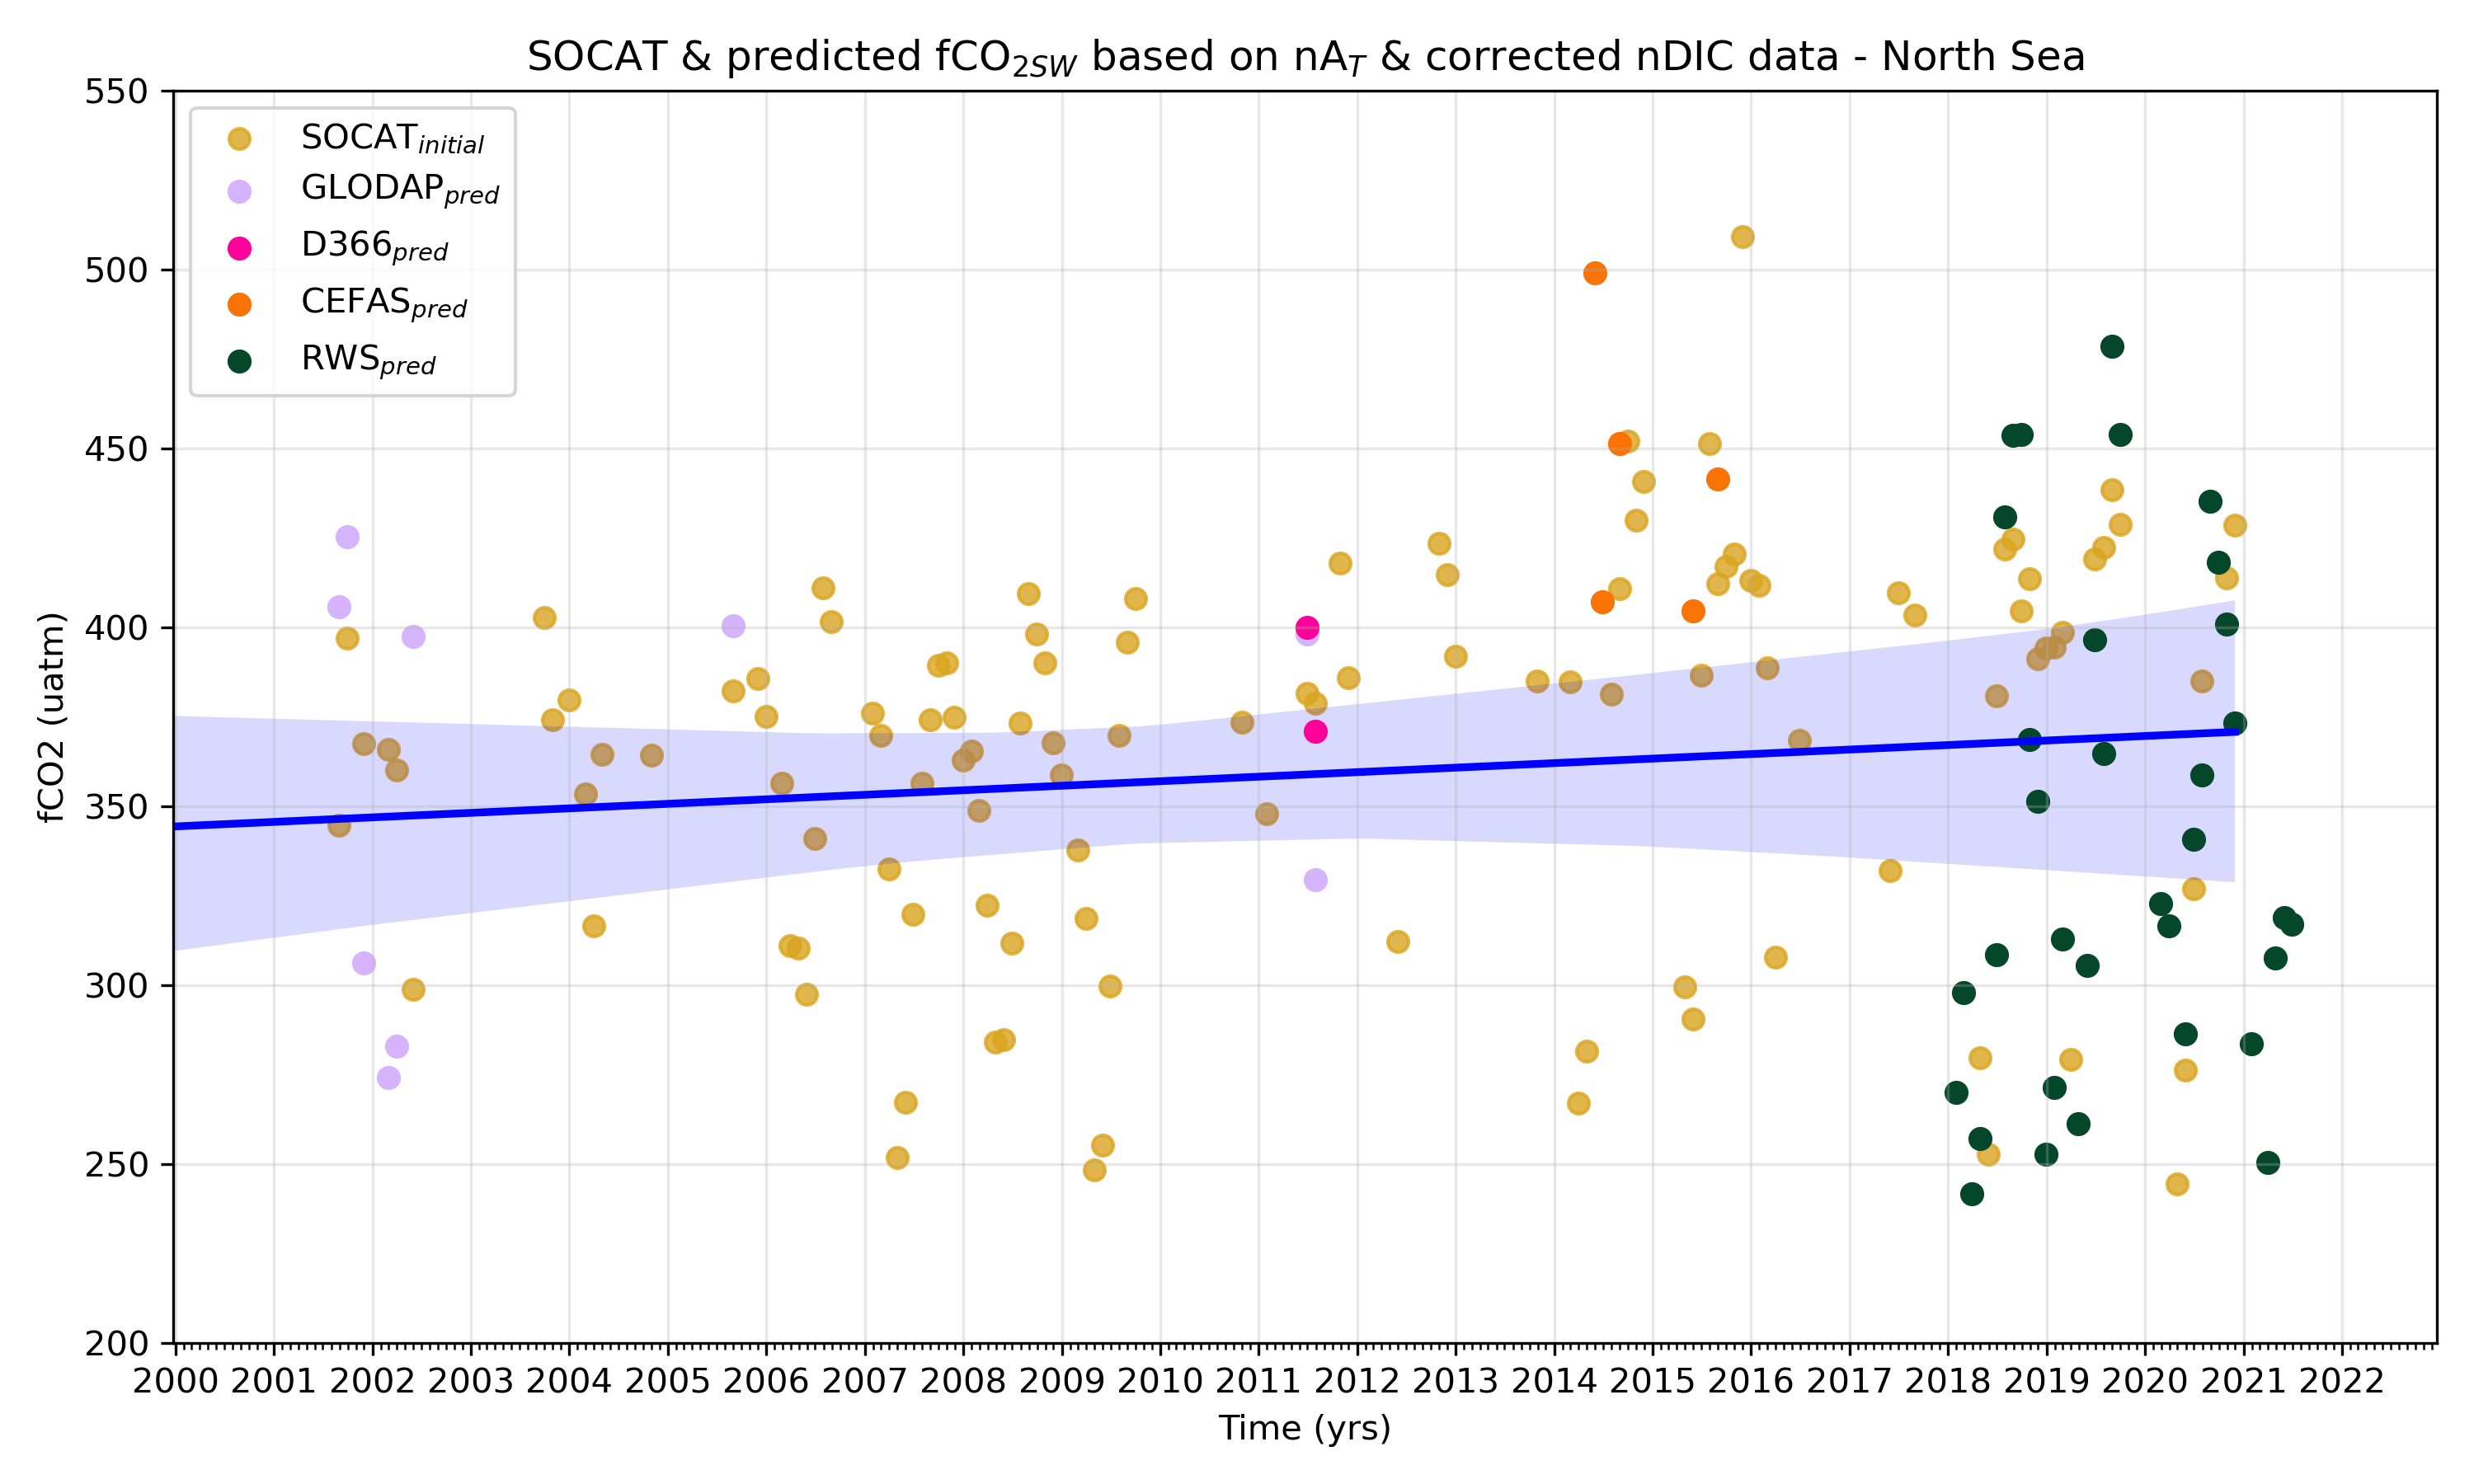 SOCAT & predicted fCO2SW based on nAT & corrected nDIC data - North Sea
550
500
450
400
350
300
250
200
fCO2 (uatm)
SOCATinitial
GLODAPpred
D366pred
CEFASpred
RWSpred
2000 2001 2002 2003 2004 2005 2006 2007 2008 2009 2010 2011 2012 2013 2014 2015 2016 2017 2018 2019 2020 2021 2022
Time (yrs)